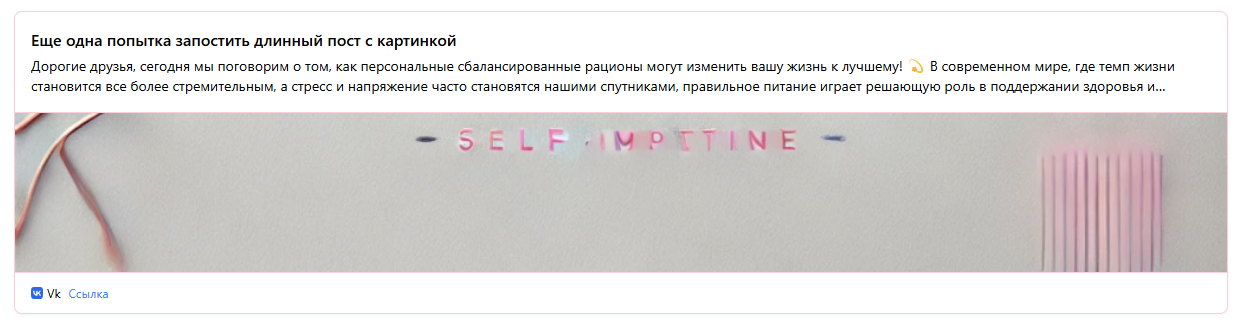 Еще одна попытка запостить длинный пост с картинкой
Дорогие друзья, сегодня мы поговорим о том, как персональные сбалансированные рационы могут изменить вашу жизнь к лучшему! 💫 В современном мире, где темп жизни
становится все более стремительным, а стресс и напряжение часто становятся нашими спутниками, правильное питание играет решающую роль в поддержании здоровья и...
- SELF
Vk Ссылка